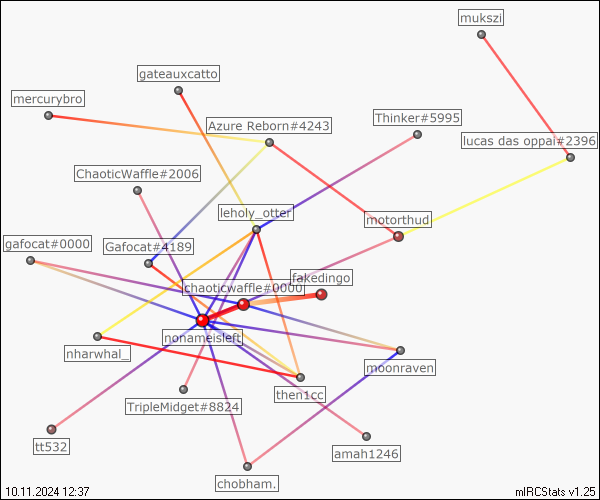 mukszi
gateauxcatto
mercurybro
Thinker#5995
Azure Reborn#4243
lucas das oppai#2396
ChaoticWaffle#2006
leholy_otter
motorthud
gafocat#0000
Gafocat#4189
fakedingo
chaoticwaffle#0000
nonameisleft
nharwhal_
moonraven
then1cc
TripleMidget#8824
tt532
amah1246
chobham.
10.11.2024 12:37
mIRCStats v1.25